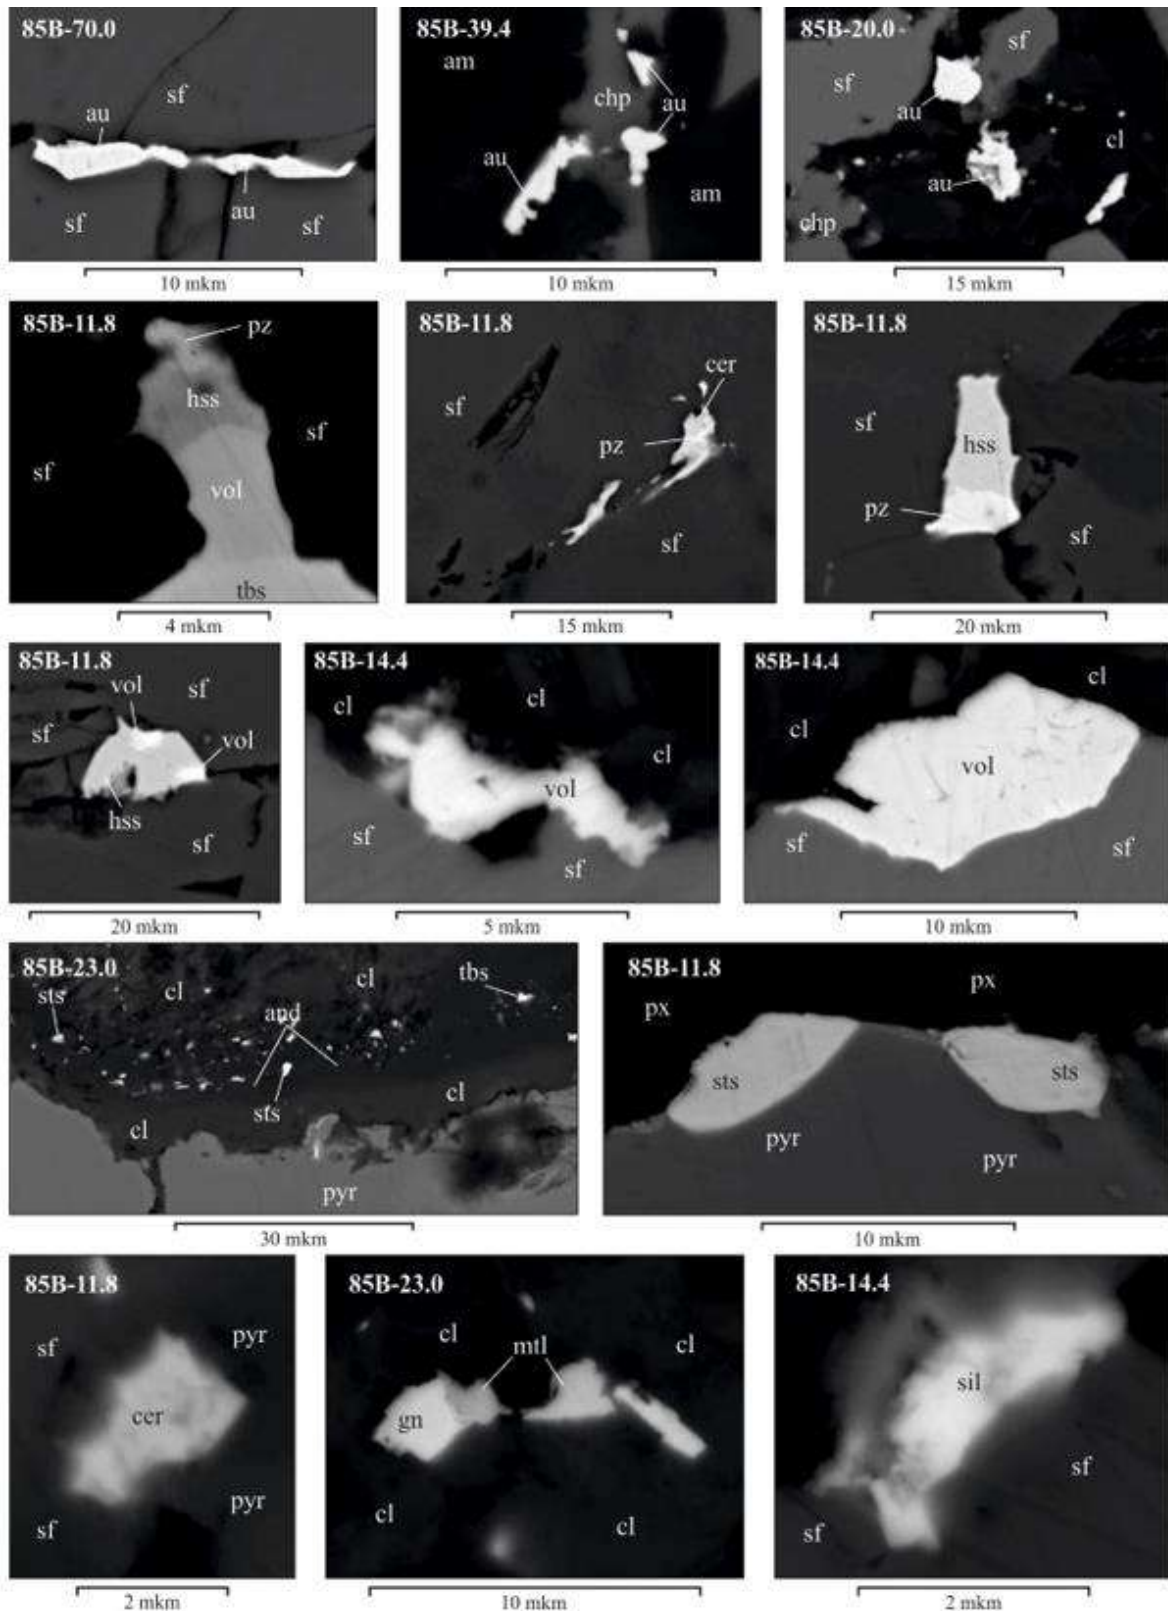 85B-70.0
sf
au
sf
au
sf
10 mkm
85B-39.4
am
chp
au
au
am
10 mkm
85B-20.0
sf
sf
au
cl
au
chp
15 mkm
85B-11.8
pz
hss
sf
sf
vol
tbs
4 mkm
85B-11.8
cer
sf
pz
sf
15 mkm
85B-11.8
sf
hss
pz
sf
20 mkm
85B-11.8
vol
sf
sf
vol
hss
sf
20 mkm
85B-14.4
cl
cl
cl
vol
sf
sf
5 mkm
85B-14.4
cl
cl
vol
sf
sf
10 mkm
85B-23.0
cl
cl
tbs
sts
and
sts
cl
cl
pyr
30 mkm
85B-11.8
px
px
sts
sts
pyr
pyr
10 mkm
85B-11.8
sf
pyr
cer
pyr
sf
2 mkm
85B-23.0
cl
mtl
cl
gn
cl
cl
10 mkm
85B-14.4
sil
sf
sf
2 mkm